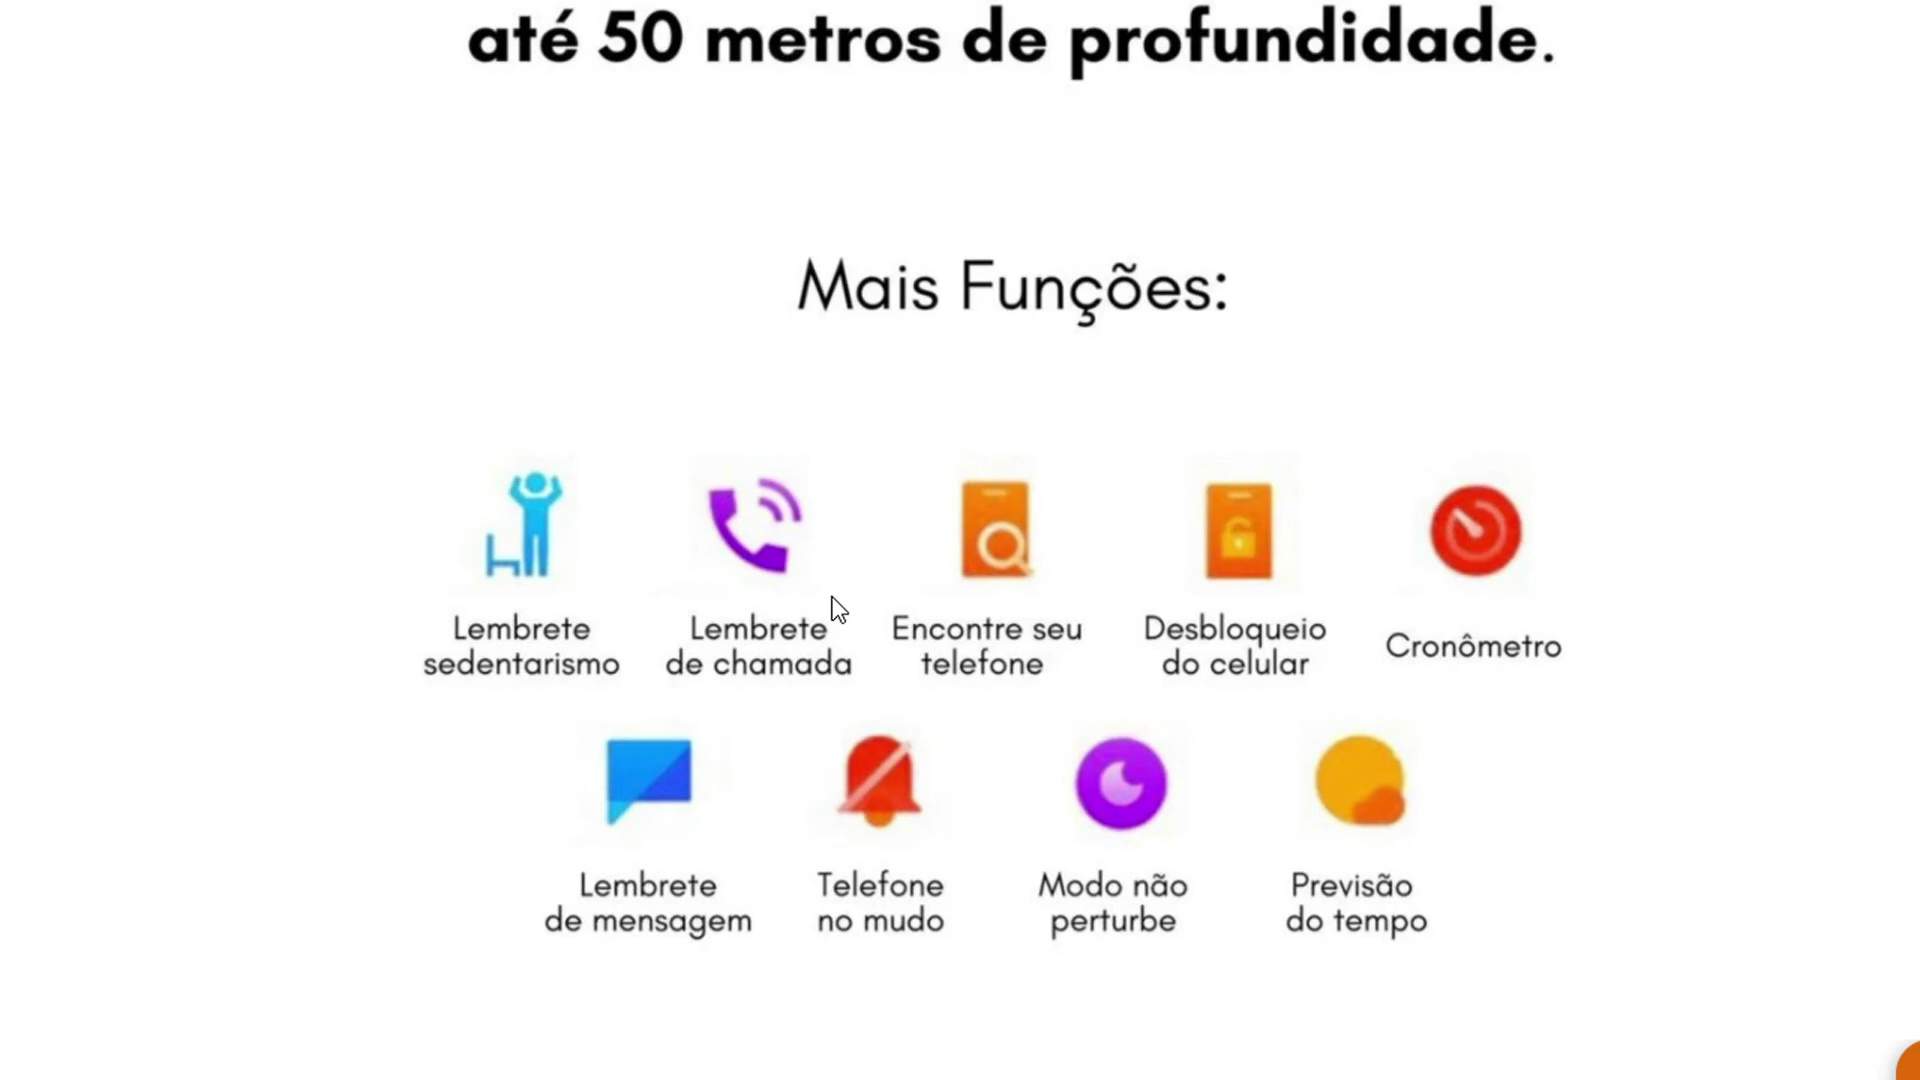 até 50 metros de profundidade.
Mais Funções:
Lembrete
sedentarismo
Lembrete
de chamada
Encontre seu
telefone
Desbloqueio
do celular
Cronômetro
Lembrete
de mensagem
Telefone
no mudo
Modo não
perturbe
Previsão
do tempo